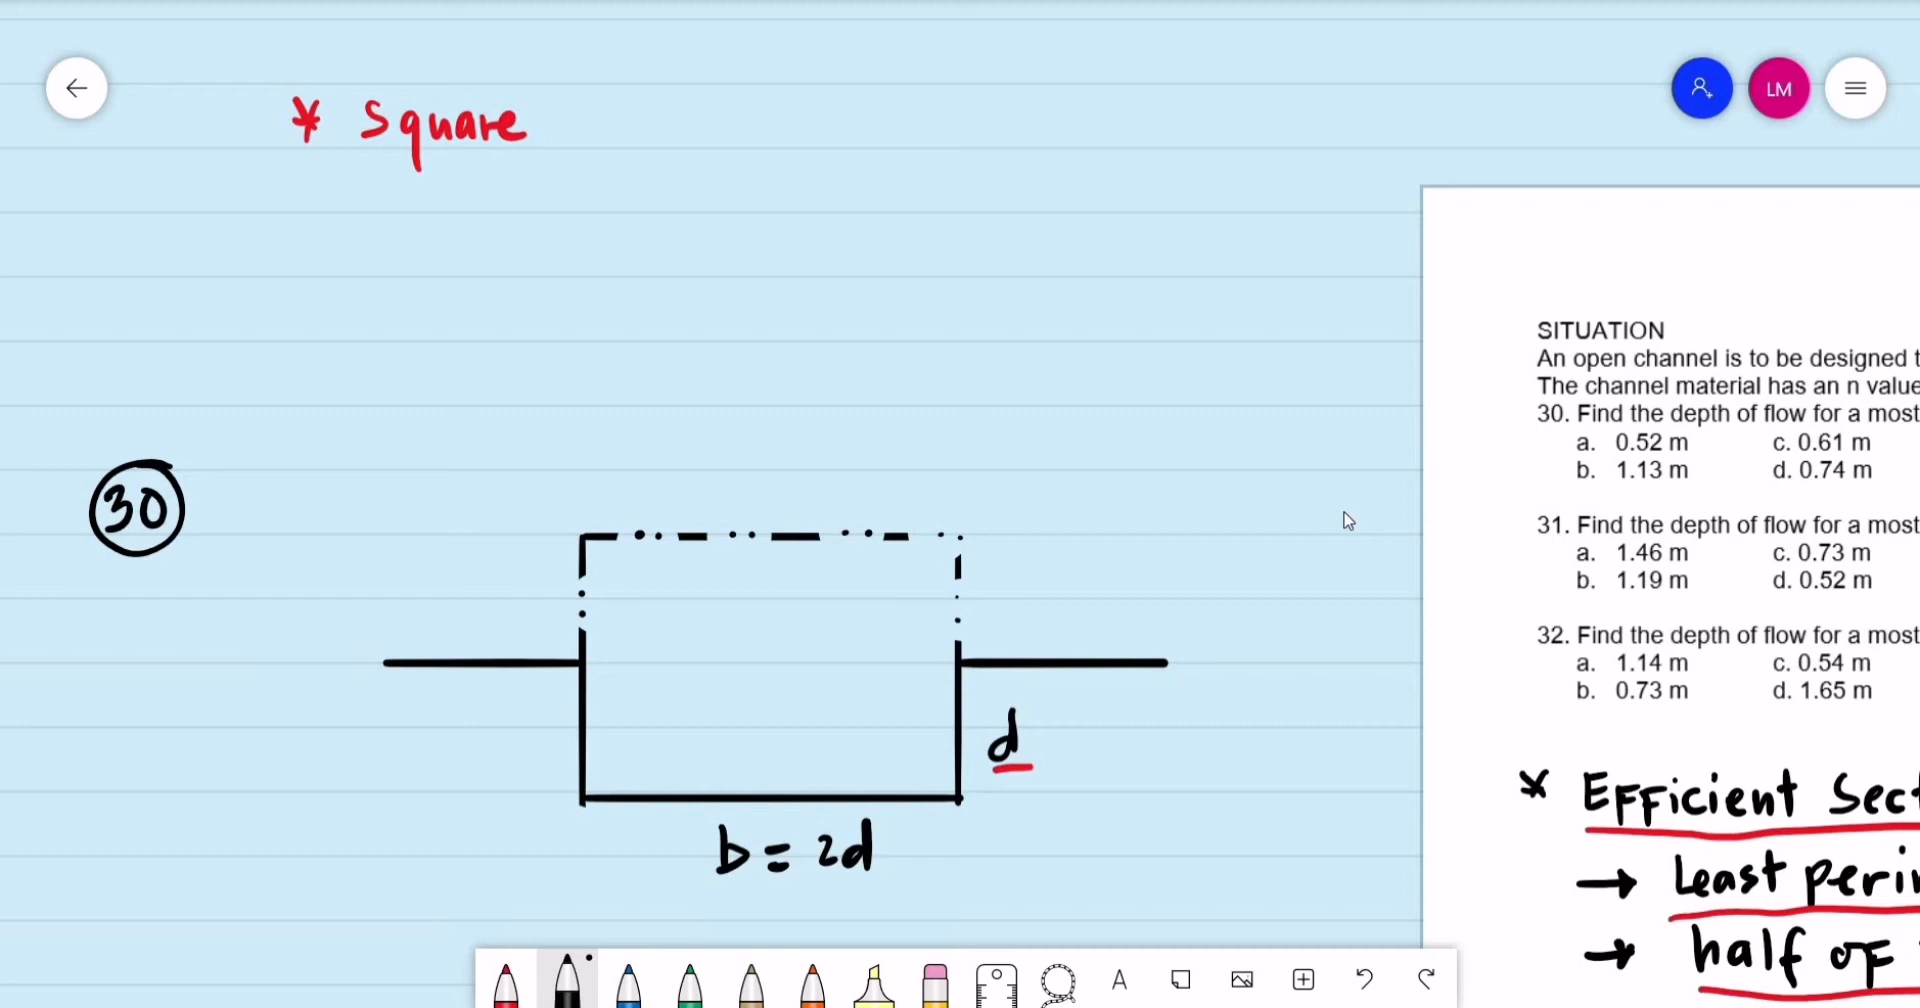 * Square
LM
30
d
b = 2d
SITUATION
An open channel is to be designed t
The channel material has an n value
30. Find the depth of flow for a most
a. 0.52 m c. 0.61 m
b. 1.13 m d. 0.74 m
31. Find the depth of flow for a most
a. 1.46 m c. 0.73 m
b. 1.19 m d. 0.52 m
32. Find the depth of flow for a most
a. 1.14 m c. 0.54 m
b. 0.73 m d. 1.65 m
* EFFicient Sect
→ Least perin
→ half oF
A